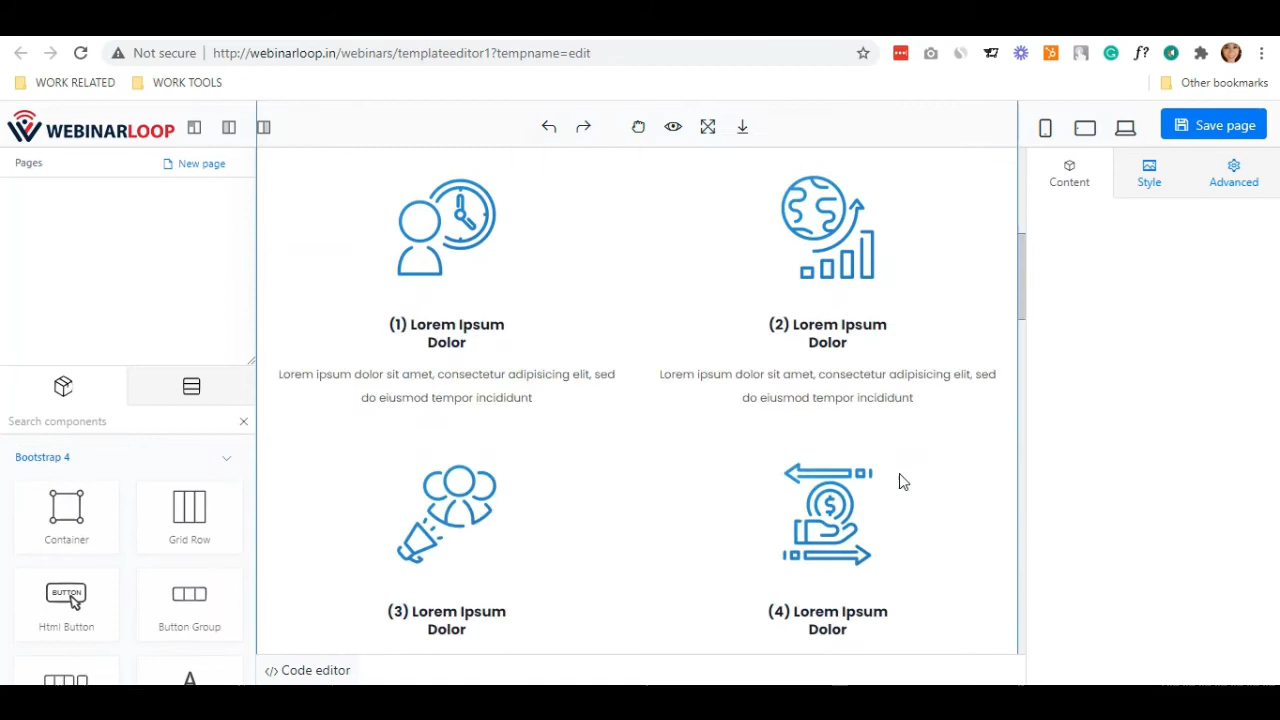 Not secure
http://webinarloop.in/webinars/templateeditor1?tempname=edit
f?
WORK RELATED
WORK TOOLS
Other bookmarks
WEBINARLOOP
Save page
Pages
New page
Content
Style
Advanced
(1) Lorem Ipsum
Dolor
Lorem ipsum dolor sit amet, consectetur adipisicing elit, sed
do eiusmod tempor incididunt
(2) Lorem Ipsum
Dolor
Lorem ipsum dolor sit amet, consectetur adipisicing elit, sed
do eiusmod tempor incididunt
Search components
Bootstrap 4
Container
Grid Row
BUTTON
Html Button
Button Group
A
$
(3) Lorem Ipsum
Dolor
(4) Lorem Ipsum
Dolor
</> Code editor